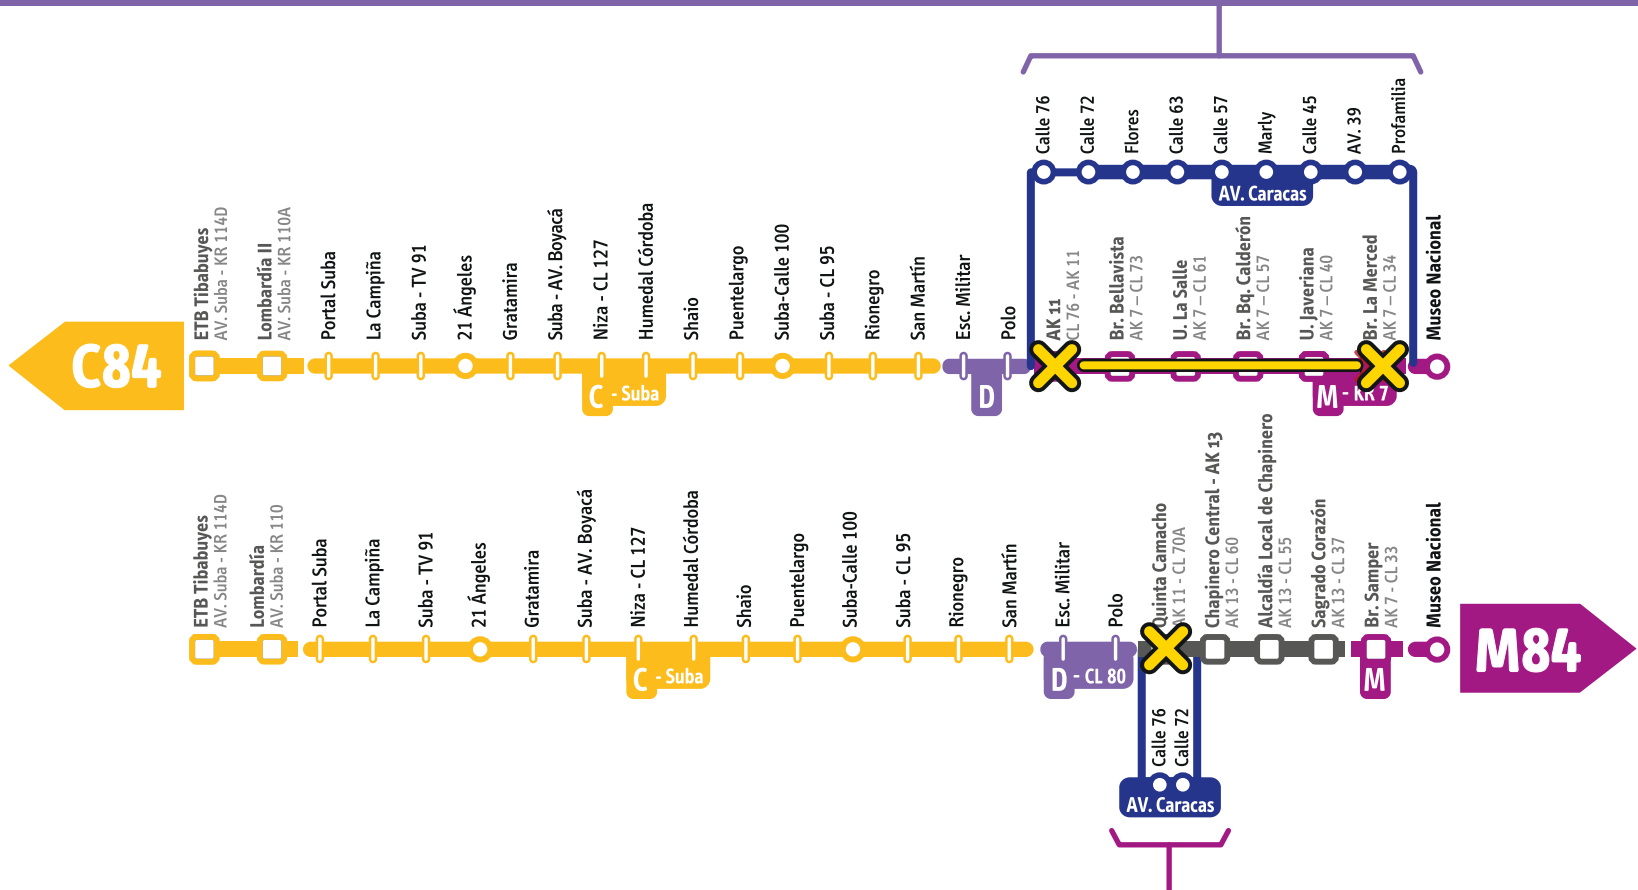 Calle 76
Calle 72
Flores
Calle 63
Calle 57
Marly
Calle 45
AV. 39
Profamilia
AV. Caracas
C84
ETB Tibabuyes
AV. Suba - KR 114D
Lombardía II
AV. Suba - KR 110A
Portal Suba
La Campiña
Suba - TV 91
21 Ángeles
Gratamira
Suba - AV. Boyacá
Niza - CL 127
Humedal Córdoba
Shaio
Puentelargo
Suba-Calle 100
Suba - CL 95
Rionegro
San Martín
Esc. Militar
Polo
AK 11
CL 76 - AK 11
Br. Bellavista
AK 7 – CL 73
U. La Salle
AK 7 – CL 61
Br. Bq. Calderón
AK 7 – CL 57
U. Javeriana
AK 7 – CL 40
Br. La Merced
AK 7 – CL 34
Museo Nacional
C - Suba
D
M - KR 7
ETB Tibabuyes
AV. Suba - KR 114D
Lombardía
AV. Suba - KR 110
Portal Suba
La Campiña
Suba - TV 91
21 Ángeles
Gratamira
Suba - AV. Boyacá
Niza - CL 127
Humedal Córdoba
Shaio
Puentelargo
Suba-Calle 100
Suba - CL 95
Rionegro
San Martín
Esc. Militar
Polo
Quinta Camacho
AK 11 - CL 70A
Chapinero Central - AK 13
AK 13 - CL 60
Alcaldía Local de Chapinero
AK 13 - CL 55
Sagrado Corazón
AK 13 - CL 37
Br. Samper
AK 7 - CL 33
Museo Nacional
M84
C - Suba
D - CL 80
M
Calle 76
Calle 72
AV. Caracas